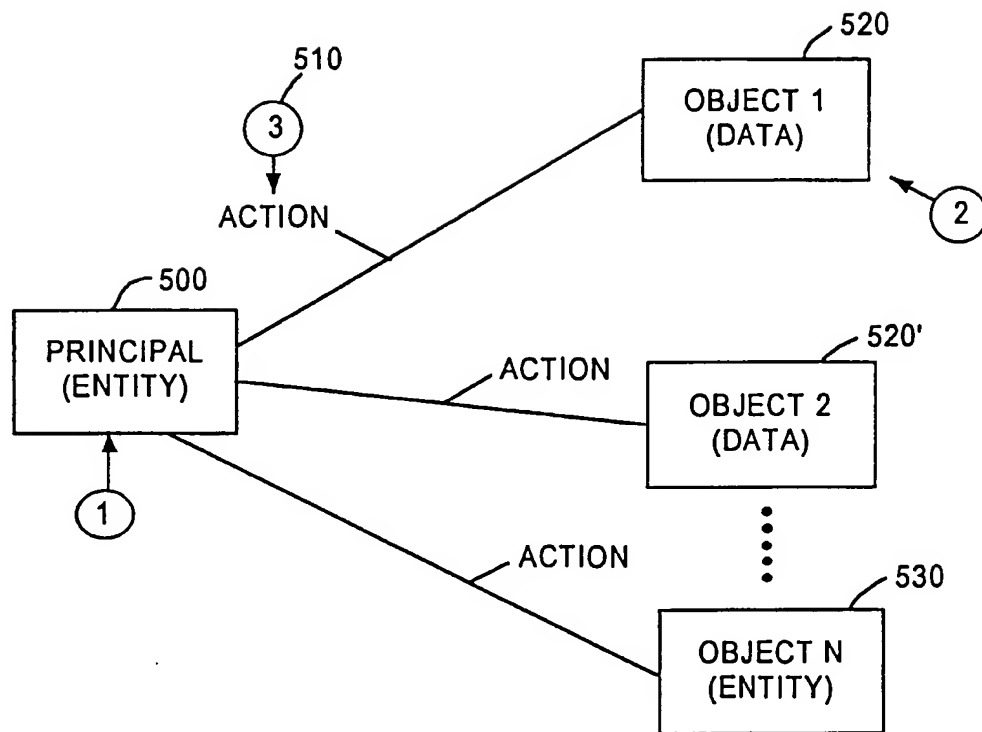 510
520
3
OBJECT 1
(DATA)
2
ACTION
500
PRINCIPAL
(ENTITY)
520'
ACTION
OBJECT 2
(DATA)
1
ACTION
530
OBJECT N
(ENTITY)